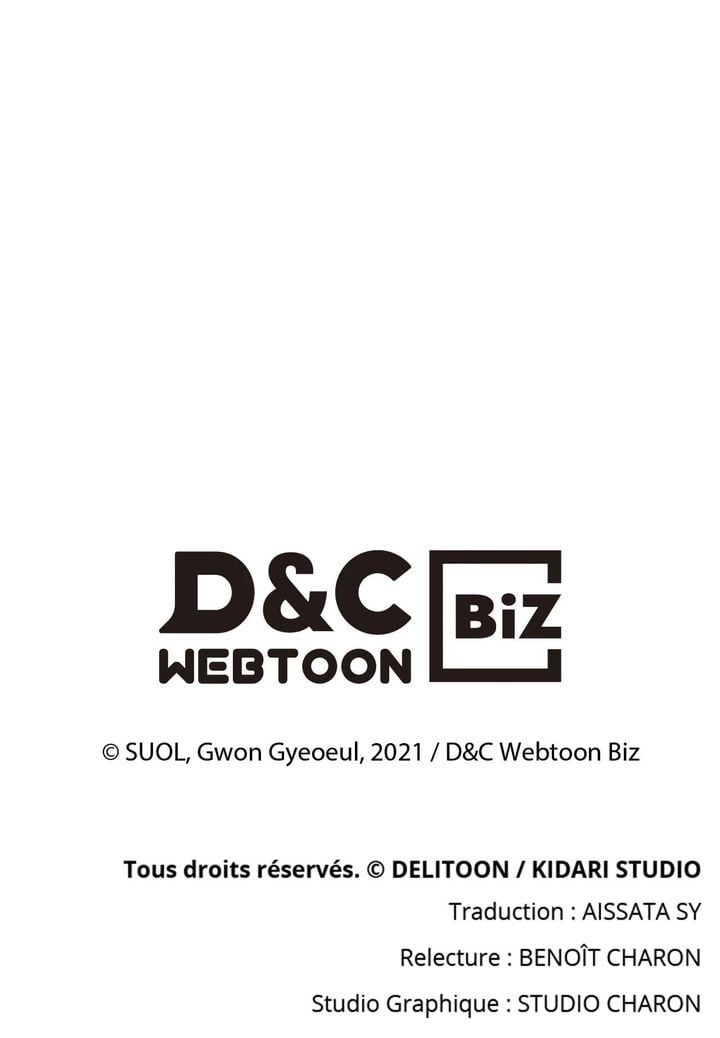 D&C BiZ
WEBTOON
© SUOL, Gwon Gyeoeul, 2021 / D&C Webtoon Biz
Tous droits réservés. © DELITOON / KIDARI STUDIO
Traduction : AISSATA SY
Relecture : BENOÎT CHARON
Studio Graphique : STUDIO CHARON